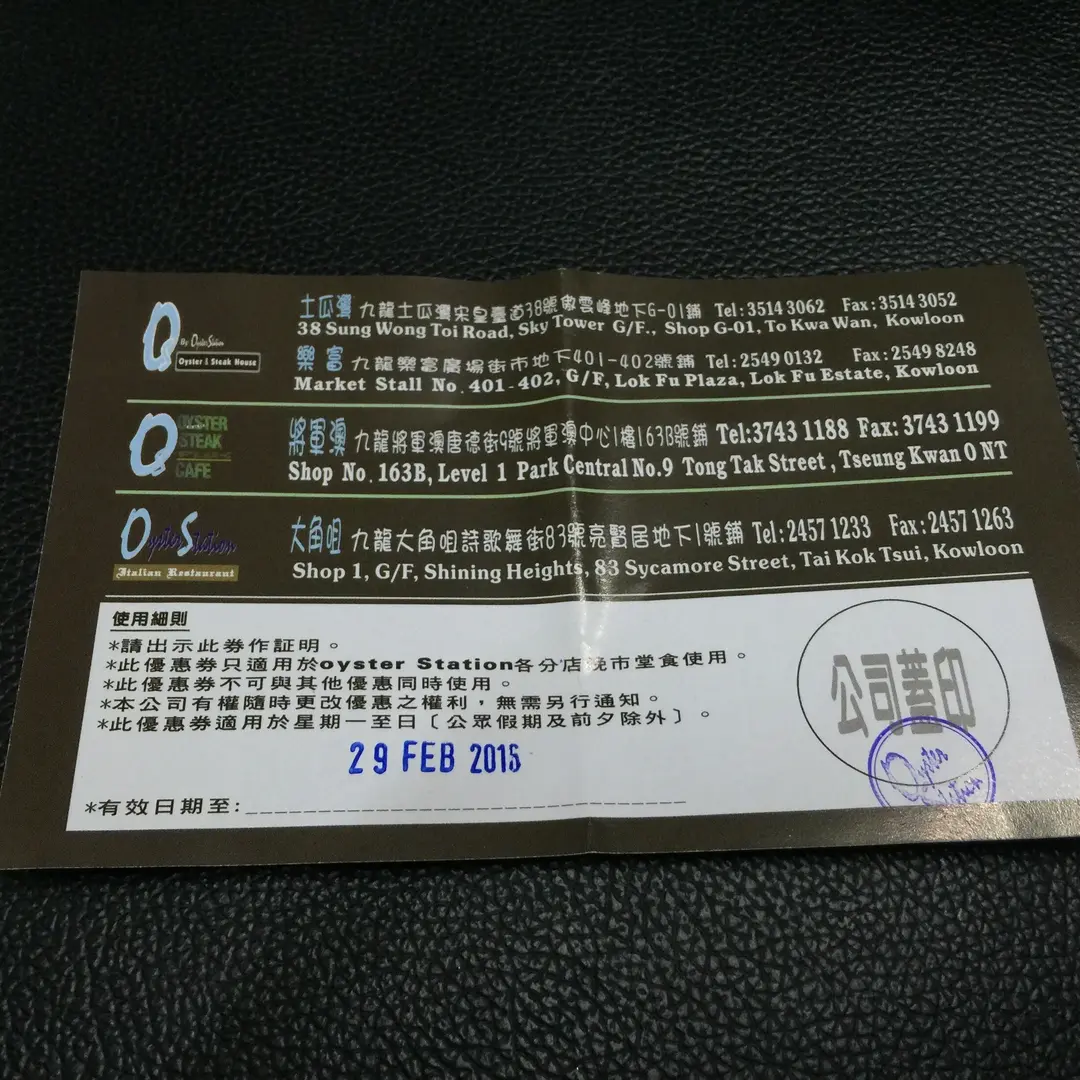 Q By Oyster Station
Oyster & Steak House
土瓜灣 九龍土瓜灣宋皇臺道38號傲雲峰地下G-01鋪 Tel:3514 3062 Fax:3514 3052
38 Sung Wong Toi Road, Sky Tower G/F., Shop G-01, To Kwa Wan, Kowloon
樂富 九龍樂富廣場街市地下401-402號鋪 Tel:2549 0132 Fax:2549 8248
Market Stall No. 401-402, G/F, Lok Fu Plaza, Lok Fu Estate, Kowloon
Q OYSTER
STEAK
CAFE
將軍澳 九龍將軍澳唐德街9號將軍澳中心1樓163B號鋪 Tel:3743 1188 Fax: 3743 1199
Shop No. 163B, Level 1 Park Central No.9 Tong Tak Street, Tseung Kwan O NT
Oyster Station
Italian Restaurant
大角咀 九龍大角咀詩歌舞街83號亮賢居地下1號鋪 Tel:2457 1233 Fax:2457 1263
Shop 1, G/F, Shining Heights, 83 Sycamore Street, Tai Kok Tsui, Kowloon
使用細則
*請出示此券作証明。
*此優惠券只適用於oyster Station各分店晚市堂食使用。
*此優惠券不可與其他優惠同時使用。
*本公司有權隨時更改優惠之權利，無需另行通知。
*此優惠券適用於星期一至日〔公眾假期及前夕除外〕。
29 FEB 2016
*有效日期至:
公司蓋印
Oyster
Station